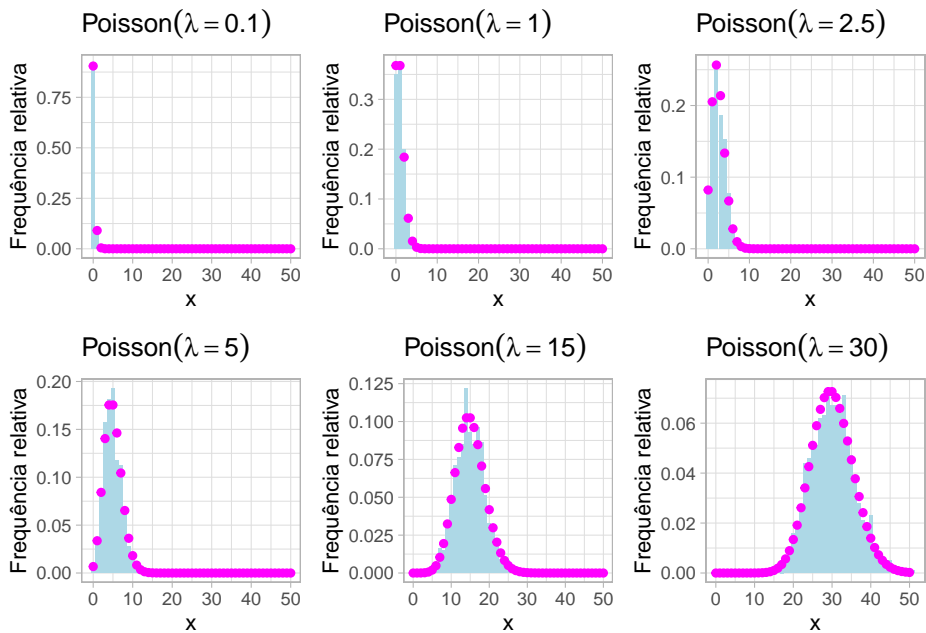 Poisson(λ = 0.1)
Frequência relativa
0.75
0.50
0.25
0.00
0 10 20 30 40 50
x
Poisson(λ = 1)
Frequência relativa
0.3
0.2
0.1
0.0
0 10 20 30 40 50
x
Poisson(λ = 2.5)
Frequência relativa
0.2
0.1
0.0
0 10 20 30 40 50
x
Poisson(λ = 5)
Frequência relativa
0.20
0.15
0.10
0.05
0.00
0 10 20 30 40 50
x
Poisson(λ = 15)
Frequência relativa
0.125
0.100
0.075
0.050
0.025
0.000
0 10 20 30 40 50
x
Poisson(λ = 30)
Frequência relativa
0.06
0.04
0.02
0.00
0 10 20 30 40 50
x